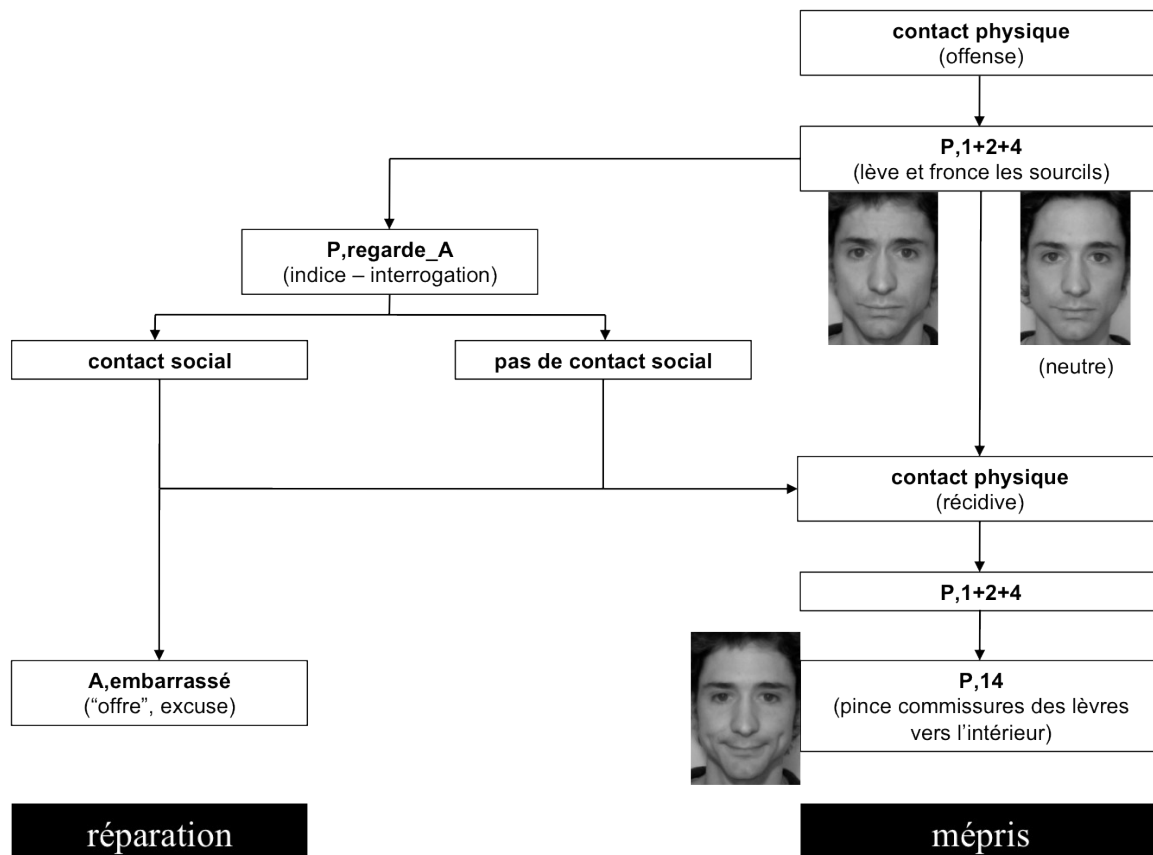 contact physique
(offense)
P,1+2+4
(lève et fronce les sourcils)
P,regarde_A
(indice – interrogation)
contact social
pas de contact social
(neutre)
contact physique
(récidive)
P,1+2+4
A,embarrassé
(“offre”, excuse)
P,14
(pince commissures des lèvres
vers l’intérieur)
réparation
mépris